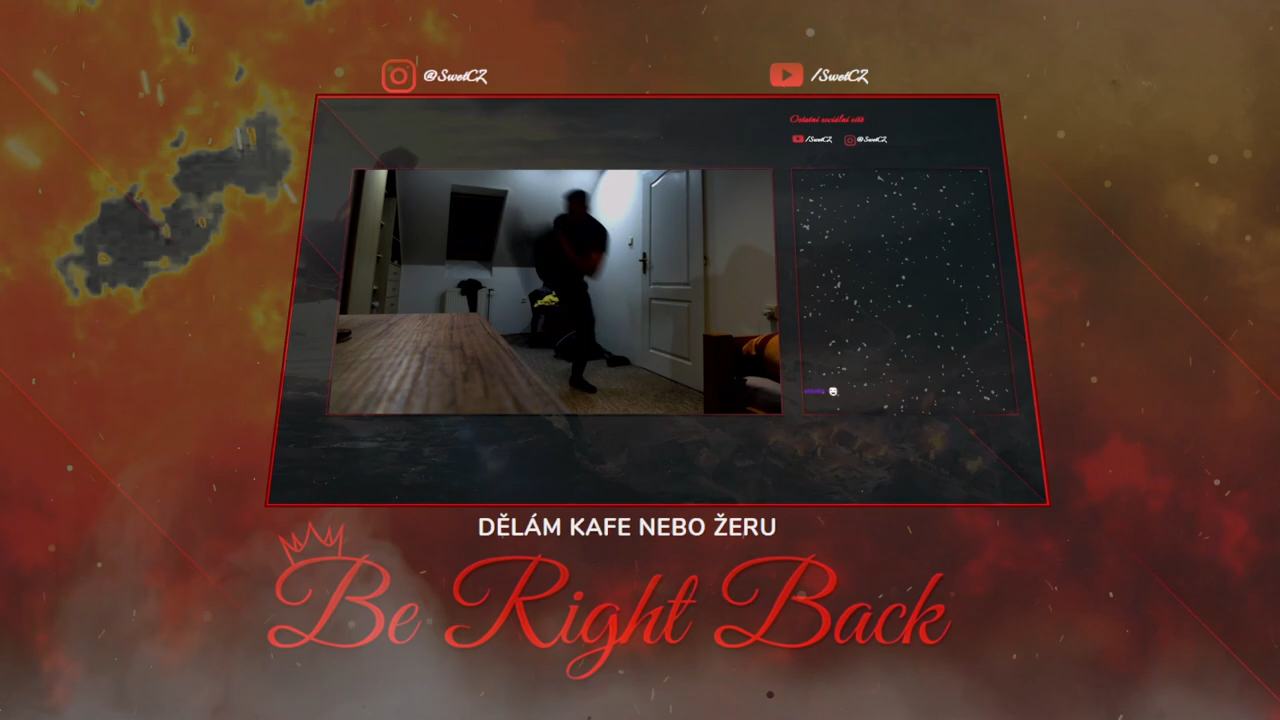 @SwetCZ
/SwetCZ
Ostatní sociální sítě
/SwetCZ
@SwetCZ
DĚLÁM KAFE NEBO ŽERU
Be Right Back